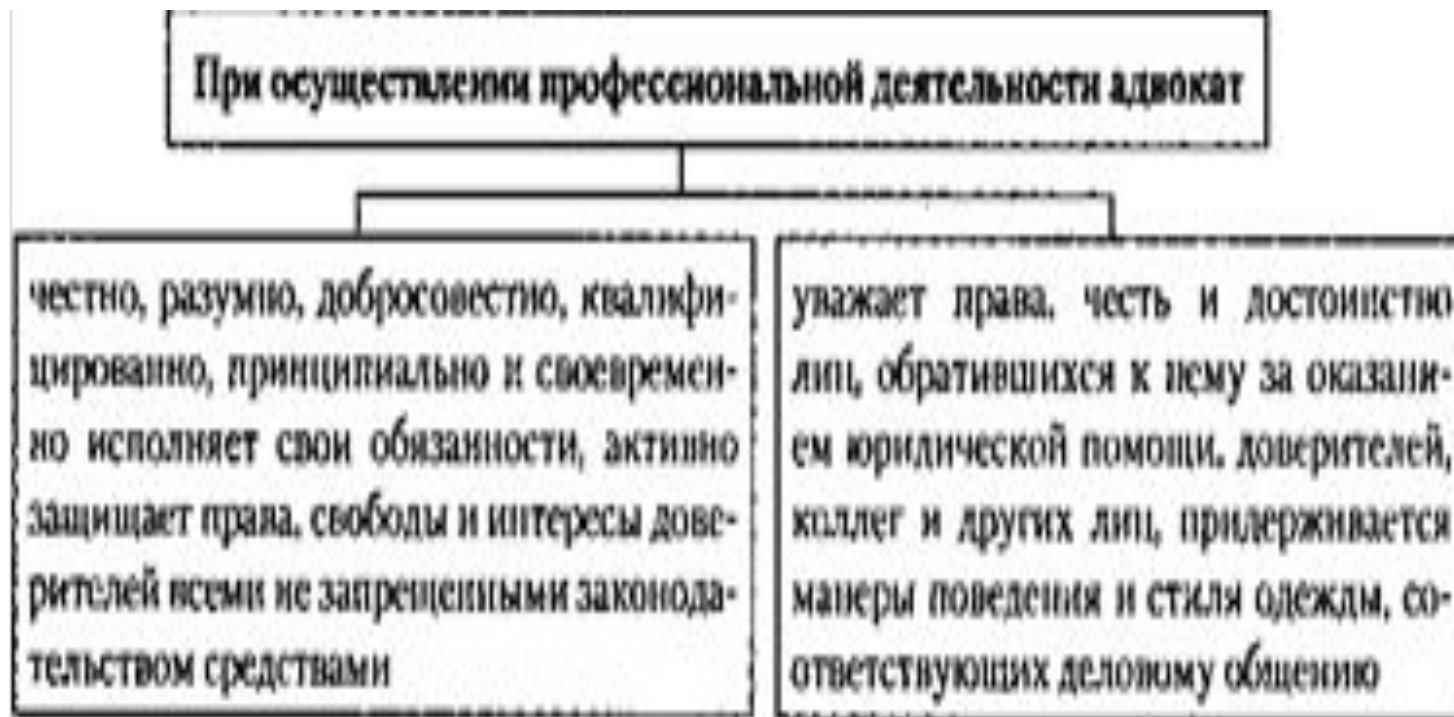 При осуществлении профессиональной деятельности адвокат
честно, разумно, добросовестно, квалифи-
цированно, принципиально и своевремен-
но исполняет свои обязанности, активно
защищает права, свободы и интересы дове-
рителей всеми не запрещенными законода-
тельством средствами
уважает права, честь и достоинство
лиц, обратившихся к нему за оказани-
ем юридической помощи, доверителей,
коллег и других лиц, придерживается
манеры поведения и стиля одежды, со-
ответствующих деловому общению